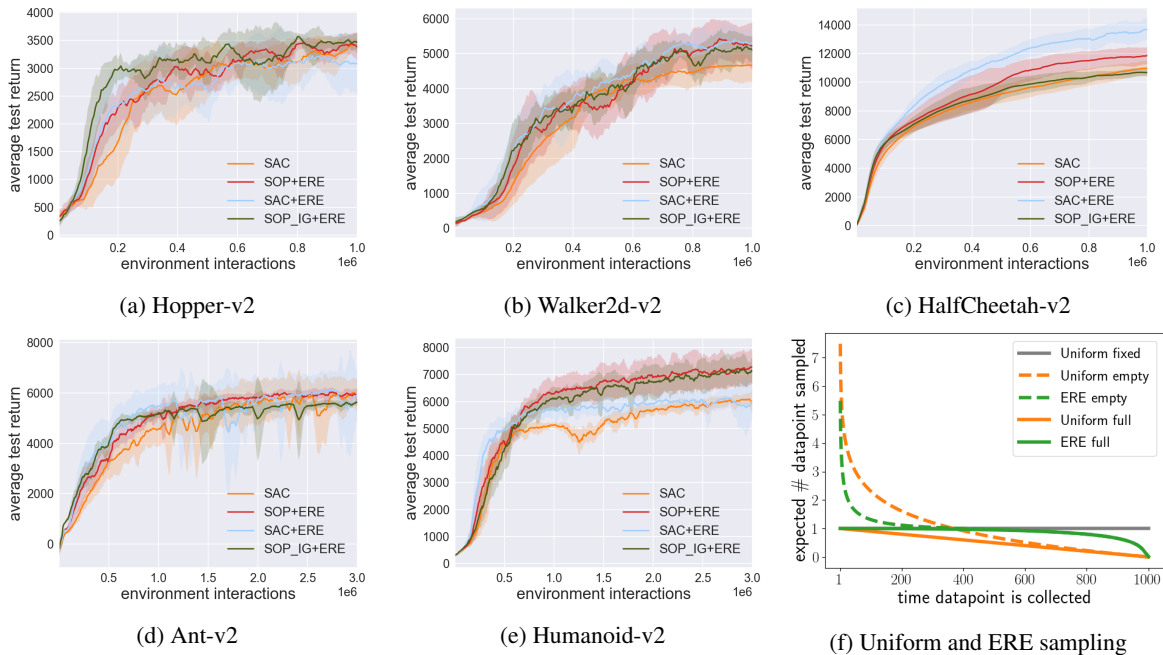 4000
3500
3000
2500
2000
1500
1000
500
0
average test return
SAC
SOP+ERE
SAC+ERE
SOP_IG+ERE
0.2 0.4 0.6 0.8 1.0
environment interactions 1e6
(a) Hopper-v2
6000
5000
4000
3000
2000
1000
0
average test return
SAC
SOP+ERE
SAC+ERE
SOP_IG+ERE
0.2 0.4 0.6 0.8 1.0
environment interactions 1e6
(b) Walker2d-v2
14000
12000
10000
8000
6000
4000
2000
0
average test return
SAC
SOP+ERE
SAC+ERE
SOP_IG+ERE
0.2 0.4 0.6 0.8 1.0
environment interactions 1e6
(c) HalfCheetah-v2
8000
6000
4000
2000
0
average test return
SAC
SOP+ERE
SAC+ERE
SOP_IG+ERE
0.5 1.0 1.5 2.0 2.5 3.0
environment interactions 1e6
(d) Ant-v2
8000
7000
6000
5000
4000
3000
2000
1000
0
average test return
SAC
SOP+ERE
SAC+ERE
SOP_IG+ERE
0.5 1.0 1.5 2.0 2.5 3.0
environment interactions 1e6
(e) Humanoid-v2
7
6
5
4
3
2
1
0
expected # datapoint sampled
Uniform fixed
Uniform empty
ERE empty
Uniform full
ERE full
1 200 400 600 800 1000
time datapoint is collected
(f) Uniform and ERE sampling